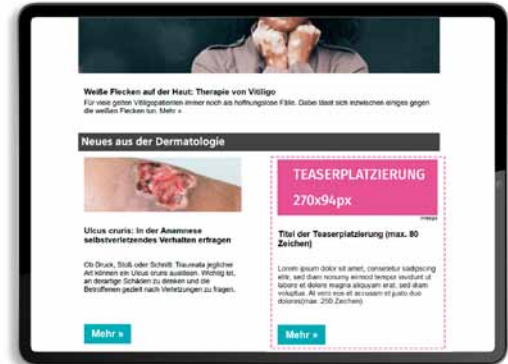 Weiße Flecken auf der Haut: Therapie von Vitiligo
Für viele gelten Vitiligopatienten immer noch als hoffnungslose Fälle. Dabei lässt sich inzwischen einiges gegen
die weißen Flecken tun. Mehr »
Neues aus der Dermatologie
Ulcus cruris: In der Anamnese
selbstverletzendes Verhalten erfragen
Ob Druck, Stoß oder Schnitt: Traumata jeglicher
Art können ein Ulcus cruris auslösen. Wichtig ist,
an derartige Schäden zu denken und die
Betroffenen gezielt nach Verletzungen zu fragen.
Mehr »
TEASERPLATZIERUNG
270x94px
Titel der Teaserplatzierung (max. 80
Zeichen)
Lorem ipsum dolor sit amet, consetetur sadipscing
elitr, sed diam nonumy eirmod tempor invidunt ut
labore et dolore magna aliquyam erat, sed diam
voluptua. At vero eos et accusam et justo duo
dolores(max. 250 Zeichen)
Mehr »